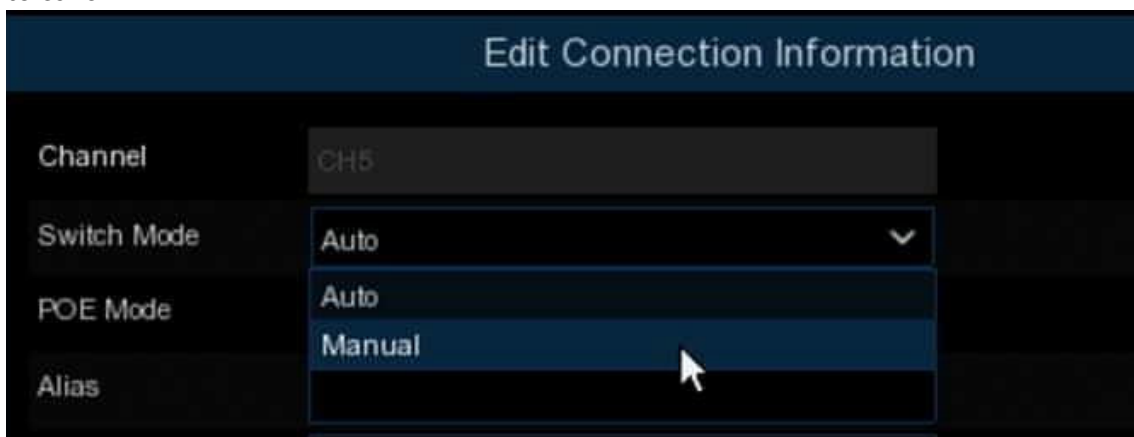 Edit Connection Information
Channel
CH5
Switch Mode
Auto
POE Mode
Auto
Manual
Alias